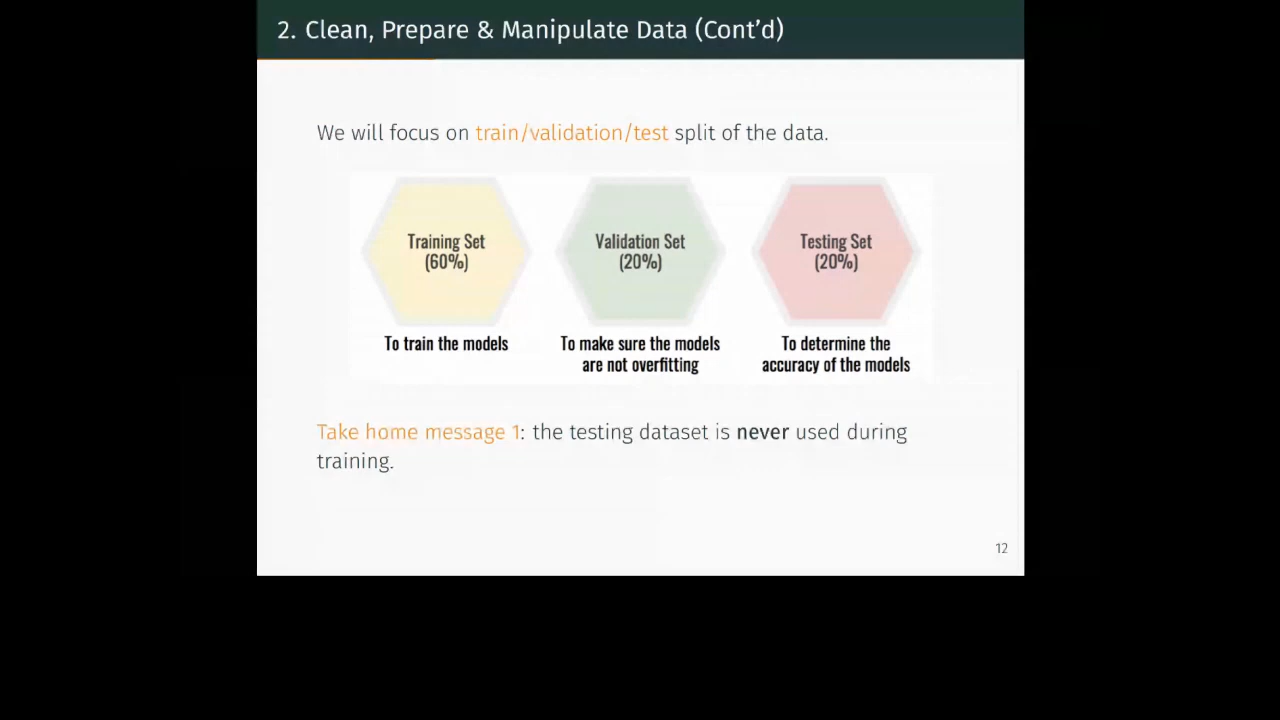 2. Clean, Prepare & Manipulate Data (Cont’d)
We will focus on train/validation/test split of the data.
Training Set
(60%)
Validation Set
(20%)
Testing Set
(20%)
To train the models
To make sure the models
are not overfitting
To determine the
accuracy of the models
Take home message 1: the testing dataset is never used during
training.
12